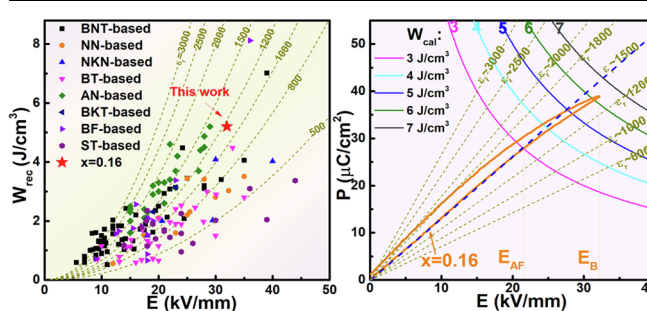 8
6
4
2
0
W_rec (J/cm³)
BNT-based
NN-based
NKN-based
BT-based
AN-based
BKT-based
BF-based
ST-based
x=0.16
This work
ε_r=3000
2500
2000
1500
1200
1000
800
500
0
10
20
30
40
50
E (kV/mm)
50
40
30
20
10
0
P (μC/cm²)
W_cal:
3 J/cm³
4 J/cm³
5 J/cm³
6 J/cm³
7 J/cm³
3
4
5
6
7
ε_r~3000
ε_r~2500
ε_r~1800
ε_r~1500
ε_r~1200
ε_r~1000
ε_r~800
x=0.16
E_AF
E_B
0
10
20
30
40
E (kV/mm)